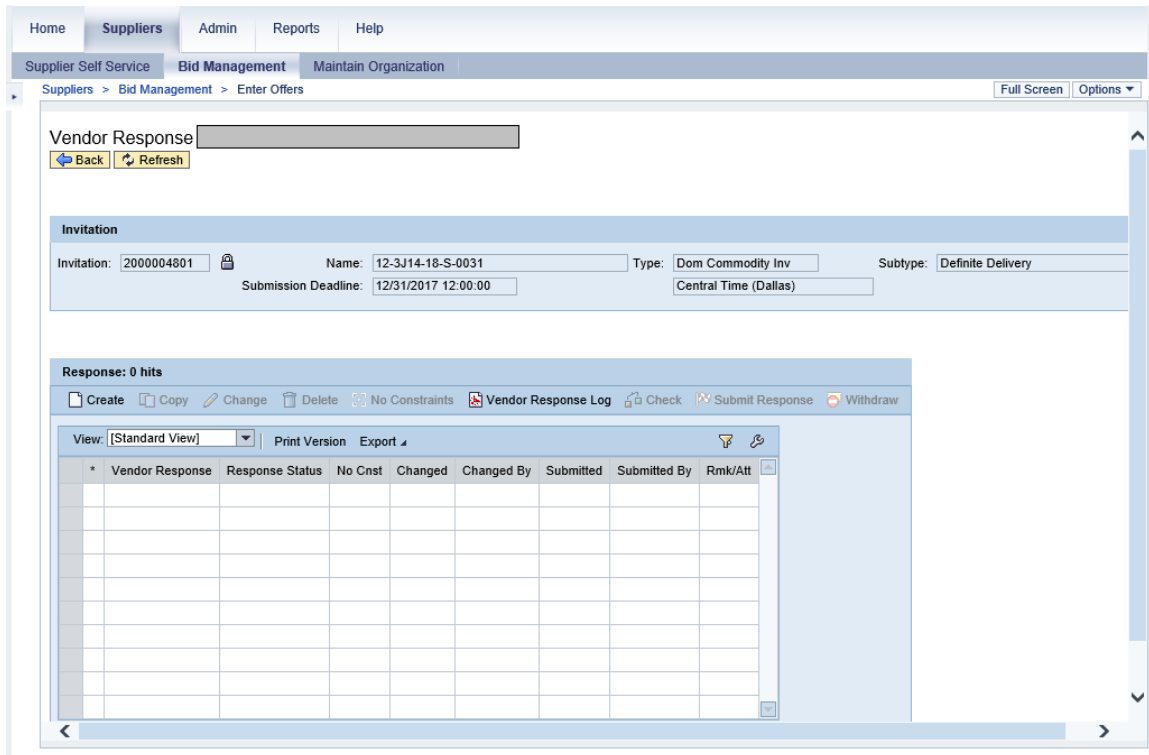 Home Suppliers Admin Reports Help
Supplier Self Service Bid Management Maintain Organization
Suppliers > Bid Management > Enter Offers Full Screen Options
Vendor Response
Back Refresh
Invitation
Invitation: 2000004801 Name: 12-3J14-18-S-0031 Type: Dom Commodity Inv Subtype: Definite Delivery
Submission Deadline: 12/31/2017 12:00:00 Central Time (Dallas)
Response: 0 hits
Create Copy Change Delete No Constraints Vendor Response Log Check Submit Response Withdraw
View: [Standard View] Print Version Export
* Vendor Response Response Status No Cnst Changed Changed By Submitted Submitted By Rmk/Att